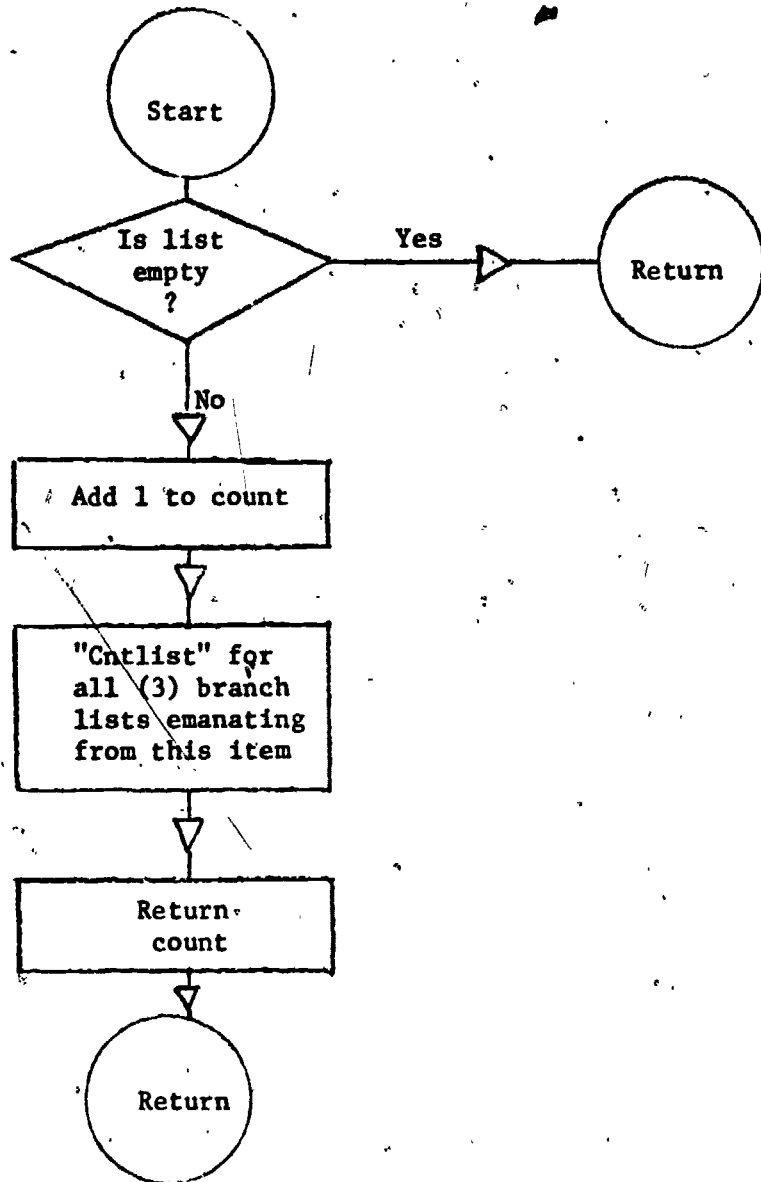 Start
Is list
empty
?
Yes
Return
No
Add 1 to count
"Cntlist" for
all (3) branch
lists emanating
from this item
Return
count
Return